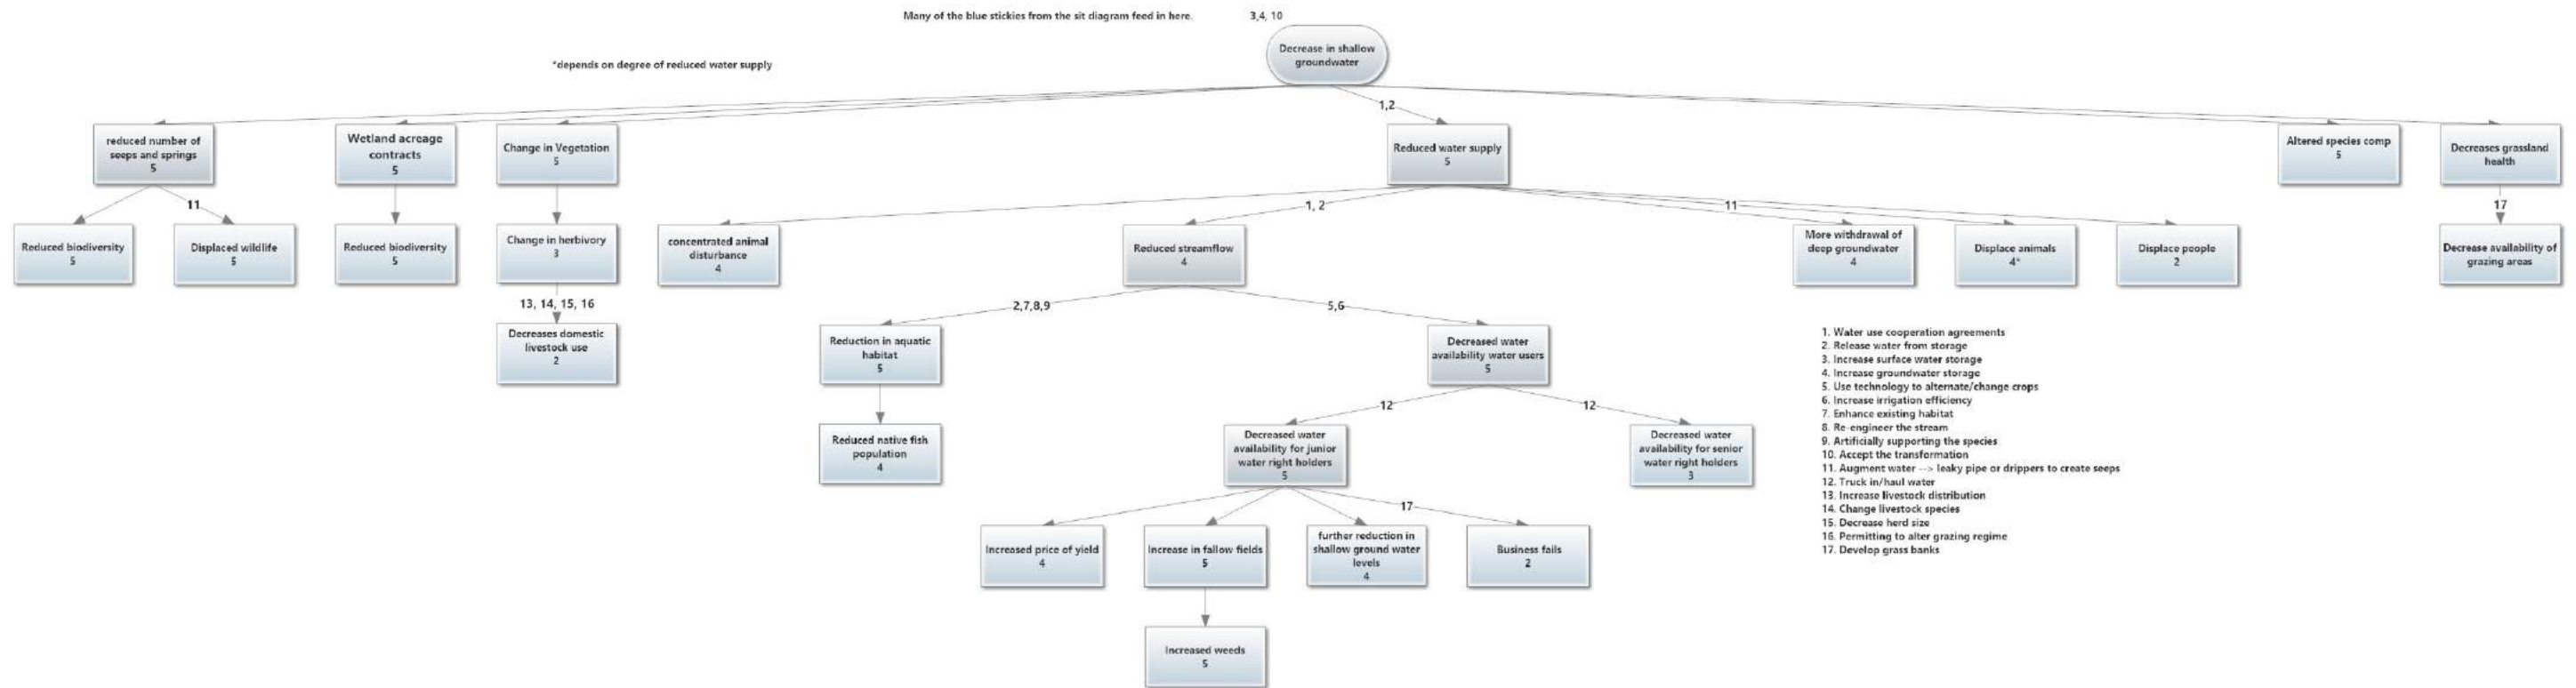 Many of the blue stickies from the sit diagram feed in here.
3,4, 10
Decrease in shallow
groundwater
*depends on degree of reduced water supply
1,2
reduced number of
seeps and springs
5
Wetland acreage
contracts
5
Change in Vegetation
5
Reduced water supply
5
Altered species comp
5
Decreases grassland
health
11
1, 2
11
17
Reduced biodiversity
5
Displaced wildlife
5
Reduced biodiversity
5
Change in herbivory
3
concentrated animal
disturbance
4
Reduced streamflow
4
More withdrawal of
deep groundwater
4
Displace animals
4*
Displace people
2
Decrease availability of
grazing areas
13, 14, 15, 16
2,7,8,9
5,6
Decreases domestic
livestock use
2
Reduction in aquatic
habitat
5
Decreased water
availability water users
5
12
12
Reduced native fish
population
4
Decreased water
availability for junior
water right holders
5
Decreased water
availability for senior
water right holders
3
17
Increased price of yield
4
Increase in fallow fields
5
further reduction in
shallow ground water
levels
4
Business fails
2
Increased weeds
5
1. Water use cooperation agreements
2. Release water from storage
3. Increase surface water storage
4. Increase groundwater storage
5. Use technology to alternate/change crops
6. Increase irrigation efficiency
7. Enhance existing habitat
8. Re-engineer the stream
9. Artificially supporting the species
10. Accept the transformation
11. Augment water --> leaky pipe or drippers to create seeps
12. Truck in/haul water
13. Increase livestock distribution
14. Change livestock species
15. Decrease herd size
16. Permitting to alter grazing regime
17. Develop grass banks